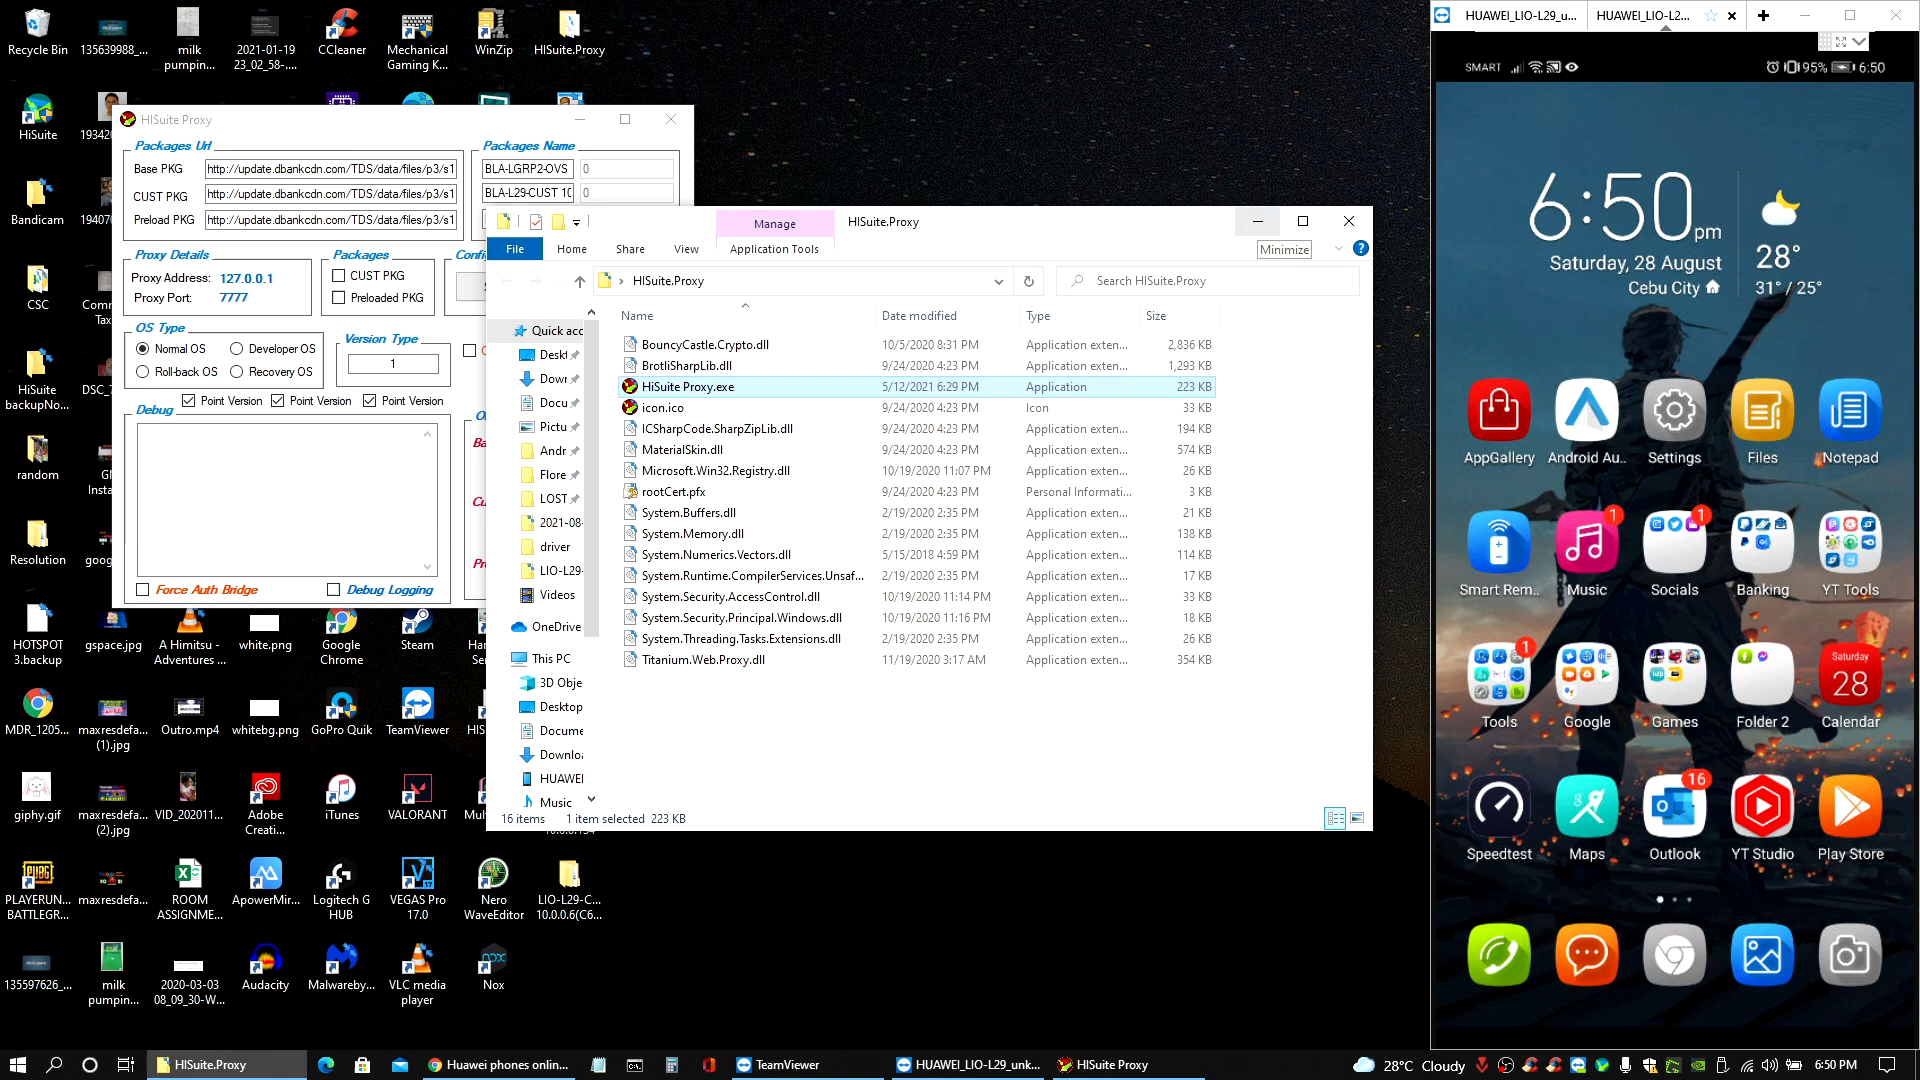 Recycle Bin
135639988_...
milk
pumpin...
2021-01-19
23_02_58-...
CCleaner
Mechanical
Gaming K...
WinZip
HISuite.Proxy
HiSuite
Bandicam
CSC
HiSuite
backupNo...
random
Resolution
HOTSPOT
3.backup
gspace.jpg
A Himitsu -
Adventures ...
white.png
Google
Chrome
Steam
MDR_1205...
maxresdefa...
(1).jpg
Outro.mp4
whitebg.png
GoPro Quik
TeamViewer
giphy.gif
maxresdefa...
(2).jpg
VID_202011...
Adobe
Creati...
iTunes
VALORANT
PLAYERUN...
BATTLEGR...
maxresdefa...
ROOM
ASSIGNME...
ApowerMir...
Logitech G
HUB
VEGAS Pro
17.0
Nero
WaveEditor
LIO-L29-C...
10.0.0.6(C6...
135597626_...
milk
pumpin...
2020-03-03
08_09_30-W...
Audacity
Malwareby...
VLC media
player
Nox
HISuite Proxy
Packages Url
Base PKG http://update.dbankcdn.com/TDS/data/files/p3/s1
CUST PKG http://update.dbankcdn.com/TDS/data/files/p3/s1
Preload PKG http://update.dbankcdn.com/TDS/data/files/p3/s1
Packages Name
BLA-LGRP2-OVS 0
BLA-L29-CUST 10 0
Proxy Details
Proxy Address: 127.0.0.1
Proxy Port: 7777
Packages
CUST PKG
Preloaded PKG
OS Type
Normal OS Developer OS
Roll-back OS Recovery OS
Version Type
1
Point Version Point Version Point Version
Debug
Force Auth Bridge Debug Logging
Manage HISuite.Proxy
File Home Share View Application Tools
Minimize
HISuite.Proxy
Search HISuite.Proxy
Quick acc
Deskt
Down
Docu
Pictu
Andr
Flore
LOST
2021-08-
driver
LIO-L29-
Videos
OneDrive
This PC
3D Obje
Desktop
Docume
Downloa
HUAWEI
Music
Name Date modified Type Size
BouncyCastle.Crypto.dll 10/5/2020 8:31 PM Application exten... 2,836 KB
BrotliSharpLib.dll 9/24/2020 4:23 PM Application exten... 1,293 KB
HiSuite Proxy.exe 5/12/2021 6:29 PM Application 223 KB
icon.ico 9/24/2020 4:23 PM Icon 33 KB
ICSharpCode.SharpZipLib.dll 9/24/2020 4:23 PM Application exten... 194 KB
MaterialSkin.dll 9/24/2020 4:23 PM Application exten... 574 KB
Microsoft.Win32.Registry.dll 10/19/2020 11:07 PM Application exten... 26 KB
rootCert.pfx 9/24/2020 4:23 PM Personal Informati... 3 KB
System.Buffers.dll 2/19/2020 2:35 PM Application exten... 21 KB
System.Memory.dll 2/19/2020 2:35 PM Application exten... 138 KB
System.Numerics.Vectors.dll 5/15/2018 4:59 PM Application exten... 114 KB
System.Runtime.CompilerServices.Unsaf... 2/19/2020 2:35 PM Application exten... 17 KB
System.Security.AccessControl.dll 10/19/2020 11:14 PM Application exten... 33 KB
System.Security.Principal.Windows.dll 10/19/2020 11:16 PM Application exten... 18 KB
System.Threading.Tasks.Extensions.dll 2/19/2020 2:35 PM Application exten... 26 KB
Titanium.Web.Proxy.dll 11/19/2020 3:17 AM Application exten... 354 KB
16 items 1 item selected 223 KB
HUAWEI_LIO-L29_u... HUAWEI_LIO-L2...
SMART 95% 6:50
6:50pm
Saturday, 28 August
Cebu City
28°
31° / 25°
AppGallery Android Au.. Settings Files Notepad
1 1
Smart Rem.. Music Socials Banking YT Tools
1
Saturday
28
Tools Google Games Folder 2 Calendar
16
Speedtest Maps Outlook YT Studio Play Store
HISuite.Proxy Huawei phones onlin... TeamViewer HUAWEI_LIO-L29_unk... HISuite Proxy 28°C Cloudy 6:50 PM